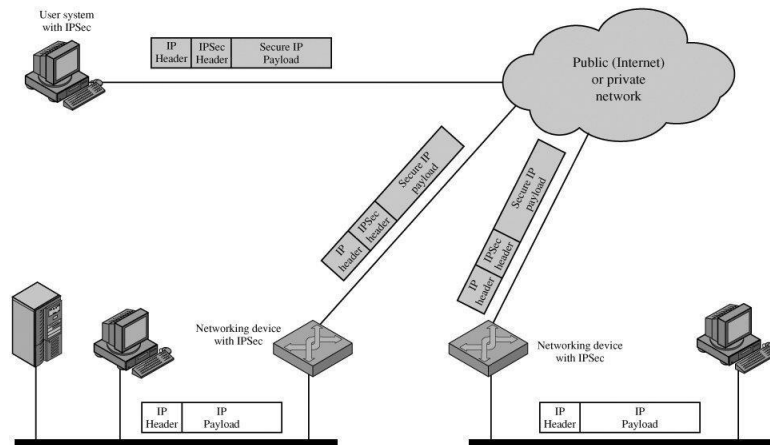 User system
with IPSec
IP
Header
IPSec
Header
Secure IP
Payload
Public (Internet)
or private
network
IP
header
IPSec
header
Secure IP
payload
IP
header
IPSec
header
Secure IP
payload
Networking device
with IPSec
Networking device
with IPSec
IP
Header
IP
Payload
IP
Header
IP
Payload